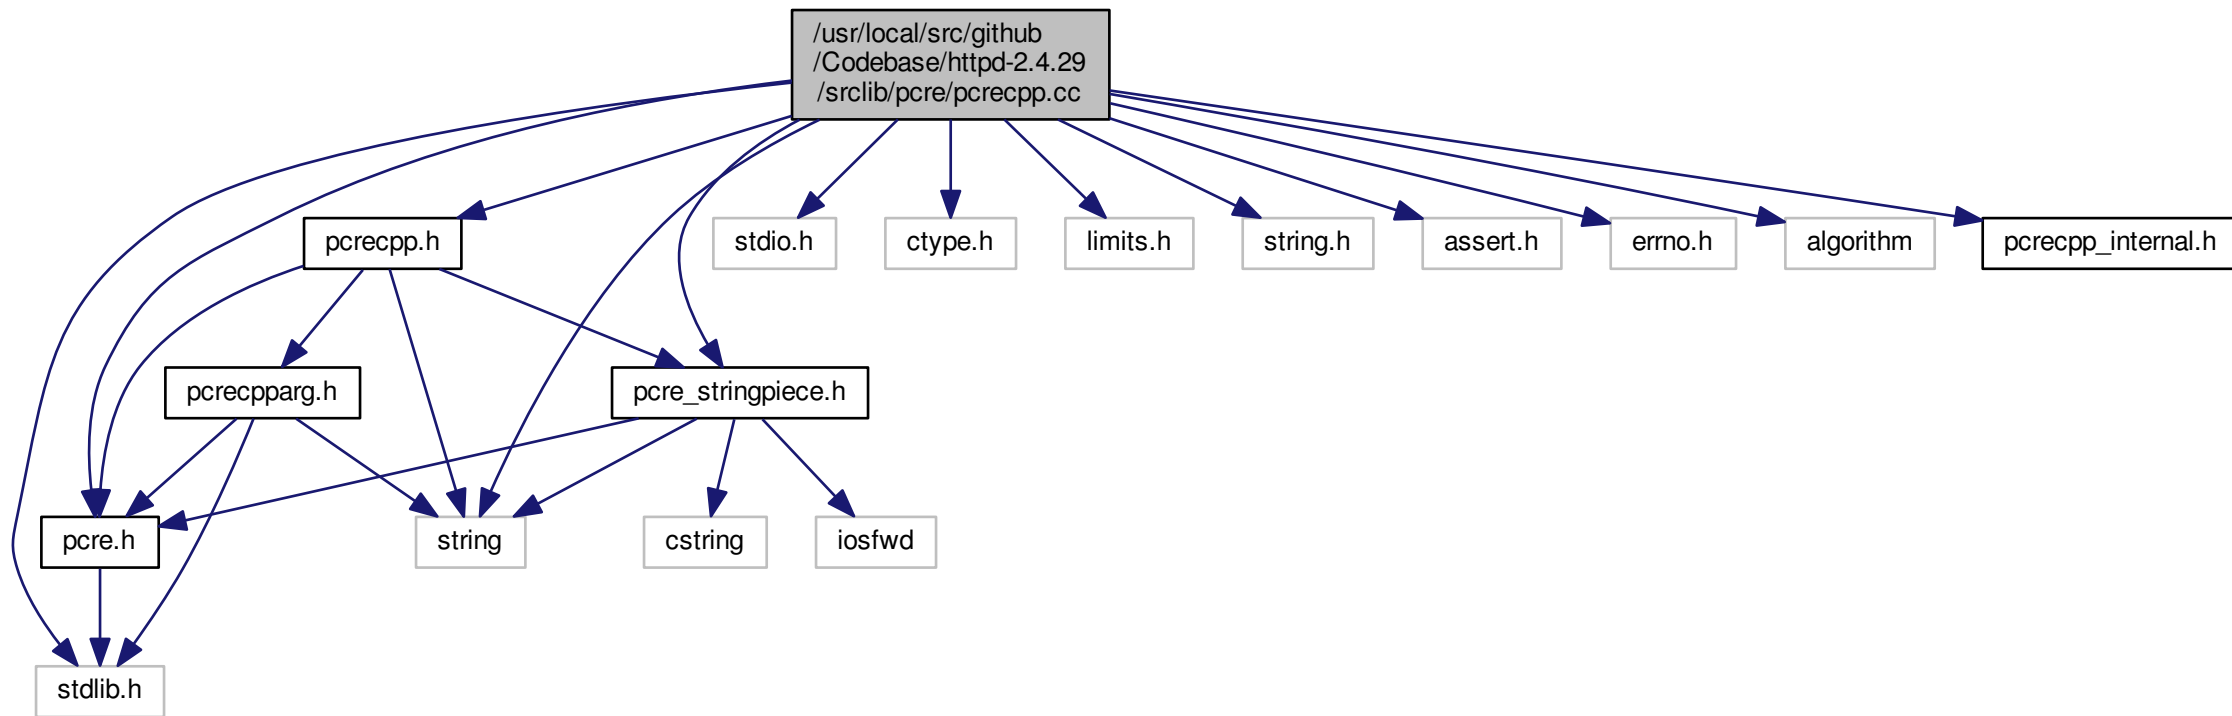 /usr/local/src/github
/Codebase/httpd-2.4.29
/srclib/pcre/pcrecpp.cc
pcrecpp.h
stdio.h
ctype.h
limits.h
string.h
assert.h
errno.h
algorithm
pcrecpp_internal.h
pcrecpparg.h
pcre_stringpiece.h
pcre.h
string
cstring
iosfwd
stdlib.h